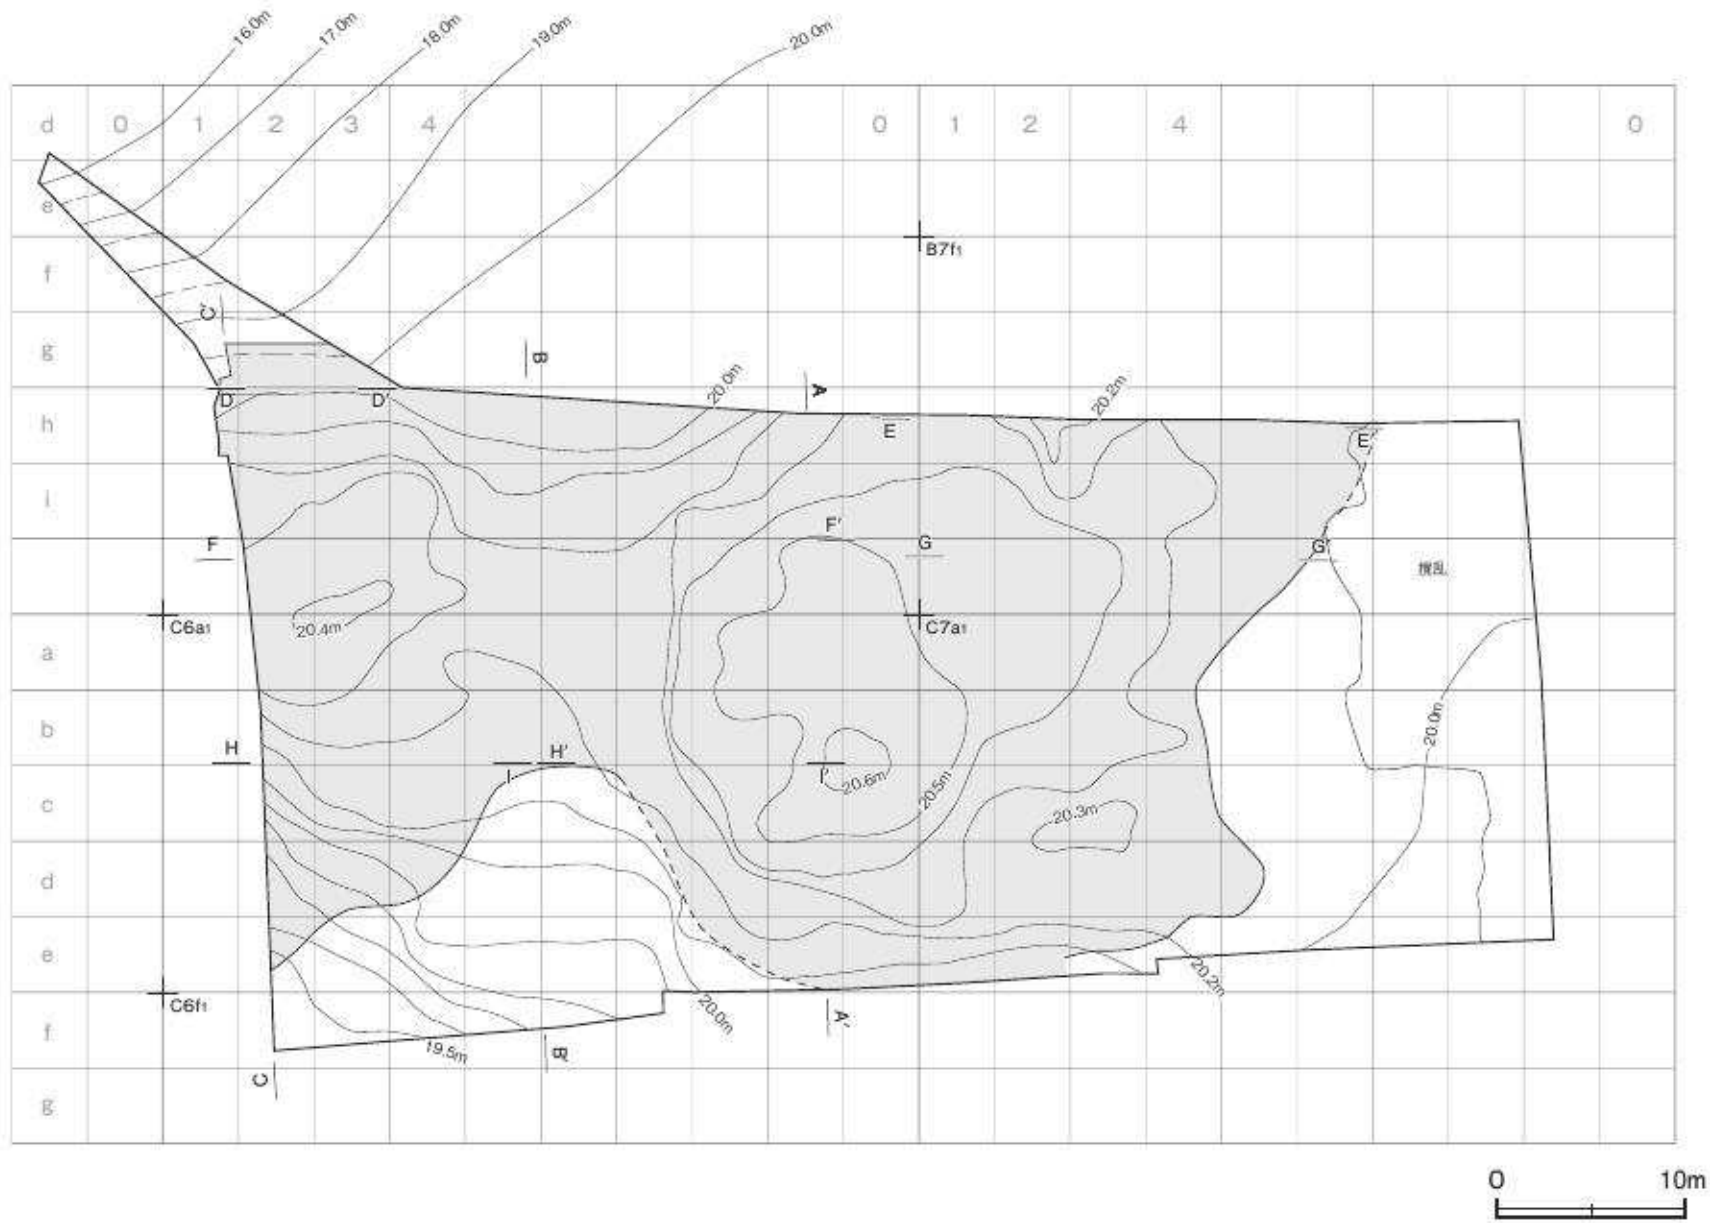 16.0m
17.0m
18.0m
19.0m
20.0m
d 0 1 2 3 4 0 1 2 4 0
e
B7f1
f
C'
g
B
A
20.0m
20.2m
D D'
h
E
E'
i
F'
F
G
G'
撹乱
20.4m
C6a1
C7a1
a
b
20.0m
H
H'
I
I'
20.6m
20.5m
c
20.3m
d
e
20.2m
C6f1
20.0m
A'
f
19.5m
B'
C
g
0 10m